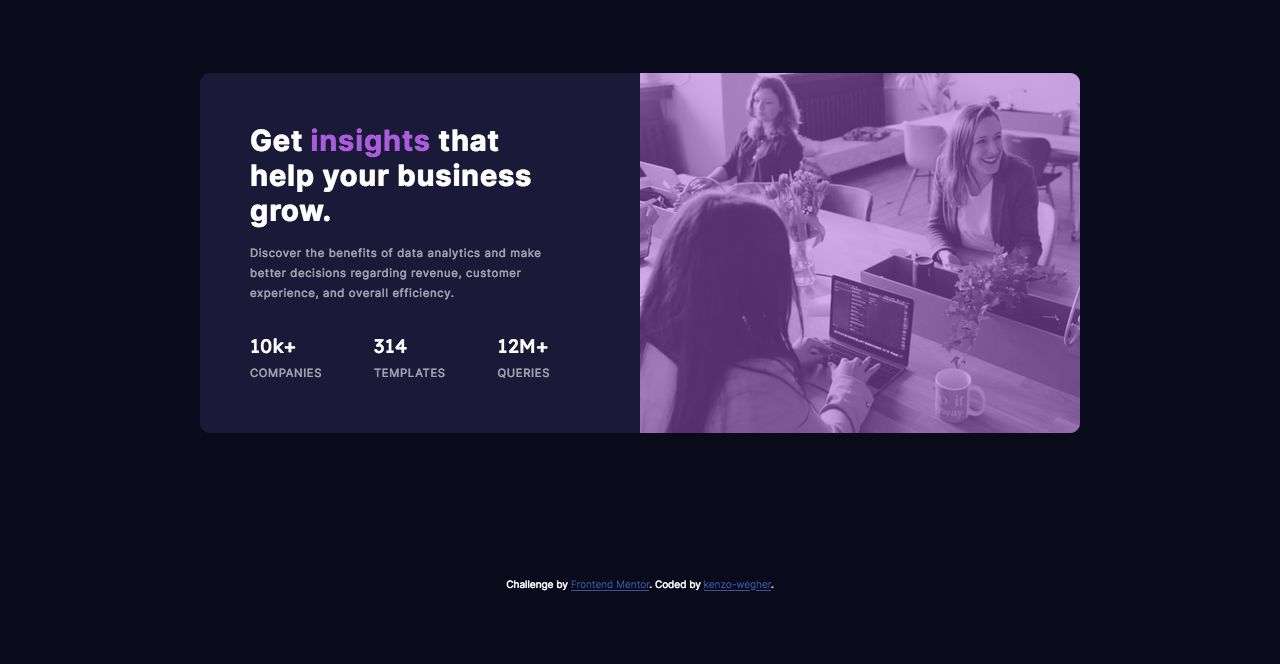 Get insights that
help your business
grow.
Discover the benefits of data analytics and make
better decisions regarding revenue, customer
experience, and overall efficiency.
10k+ 314 12M+
COMPANIES TEMPLATES QUERIES
Challenge by Frontend Mentor. Coded by kenzo-wegher.